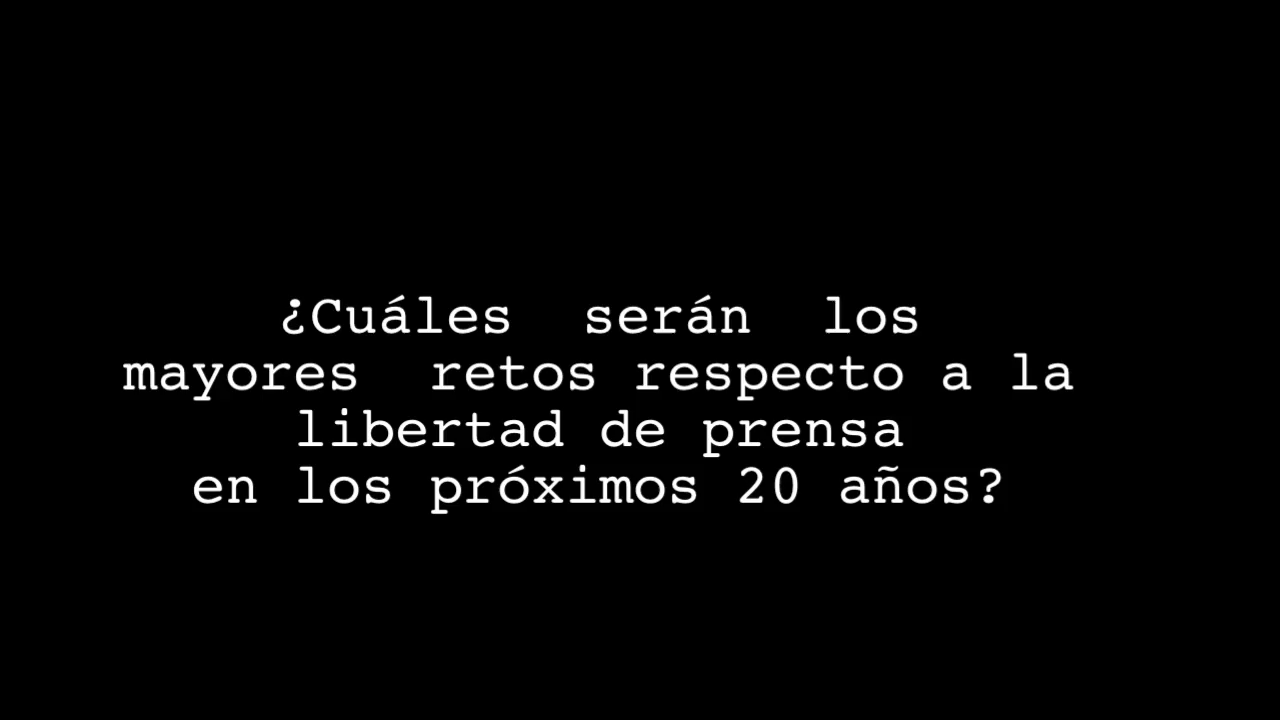 ¿Cuáles serán los
mayores retos respecto a la
libertad de prensa
en los próximos 20 años?